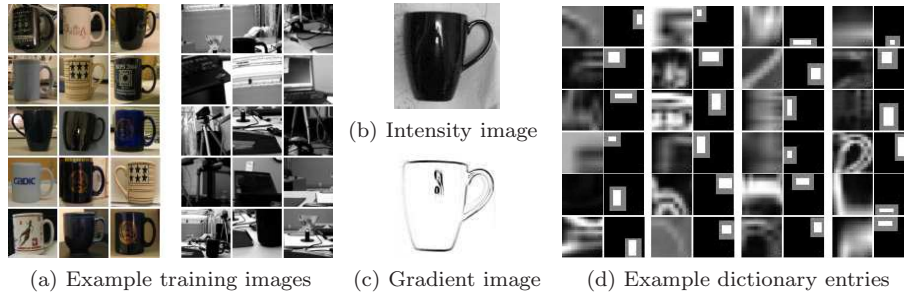 (b) Intensity image
(a) Example training images
(c) Gradient image
(d) Example dictionary entries